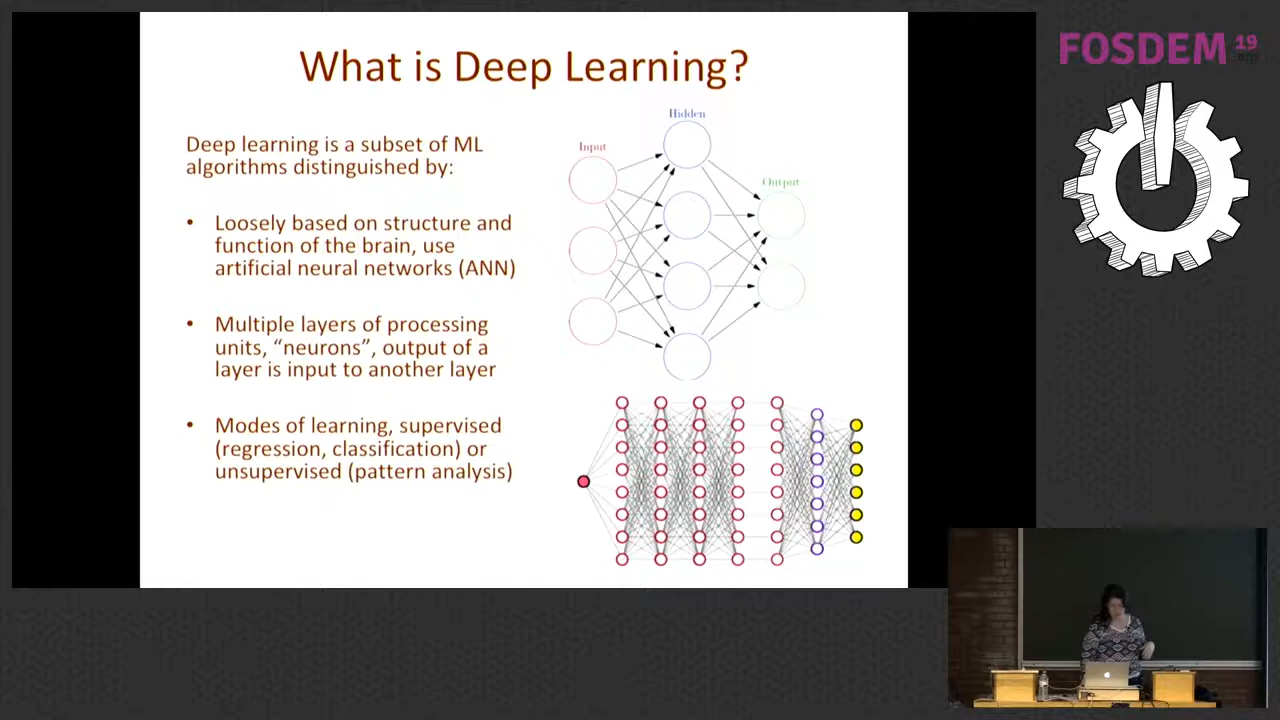 What is Deep Learning?
Deep learning is a subset of ML
algorithms distinguished by:
• Loosely based on structure and
function of the brain, use
artificial neural networks (ANN)
• Multiple layers of processing
units, “neurons”, output of a
layer is input to another layer
• Modes of learning, supervised
(regression, classification) or
unsupervised (pattern analysis)
Hidden
Input
Output
FOSDEM 19
.org